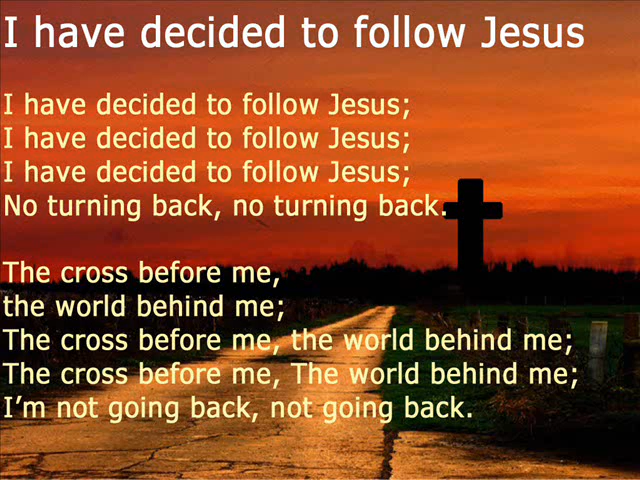 I have decided to follow Jesus
I have decided to follow Jesus;
I have decided to follow Jesus;
I have decided to follow Jesus;
No turning back, no turning back.
The cross before me,
the world behind me;
The cross before me, the world behind me;
The cross before me, The world behind me;
I'm not going back, not going back.